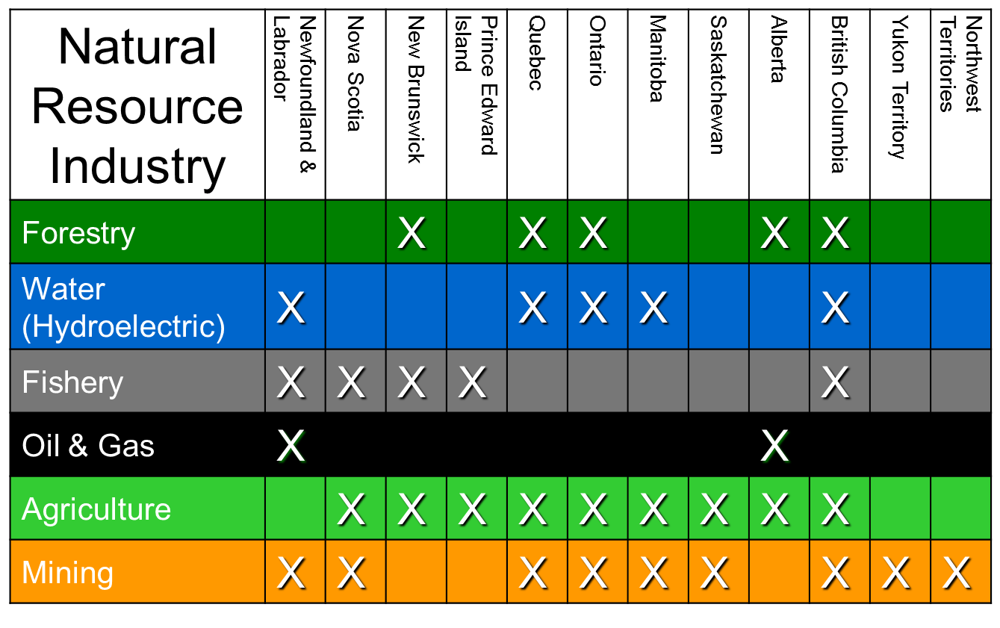 Natural
Resource
Industry
Newfoundland &
Labrador
Nova Scotia
New Brunswick
Prince Edward
Island
Quebec
Ontario
Manitoba
Saskatchewan
Alberta
British Columbia
Yukon Territory
Northwest
Territories
Forestry X X X X X
Water
(Hydroelectric) X X X X X
Fishery X X X X X
Oil & Gas X X
Agriculture X X X X X X X X X
Mining X X X X X X X X X